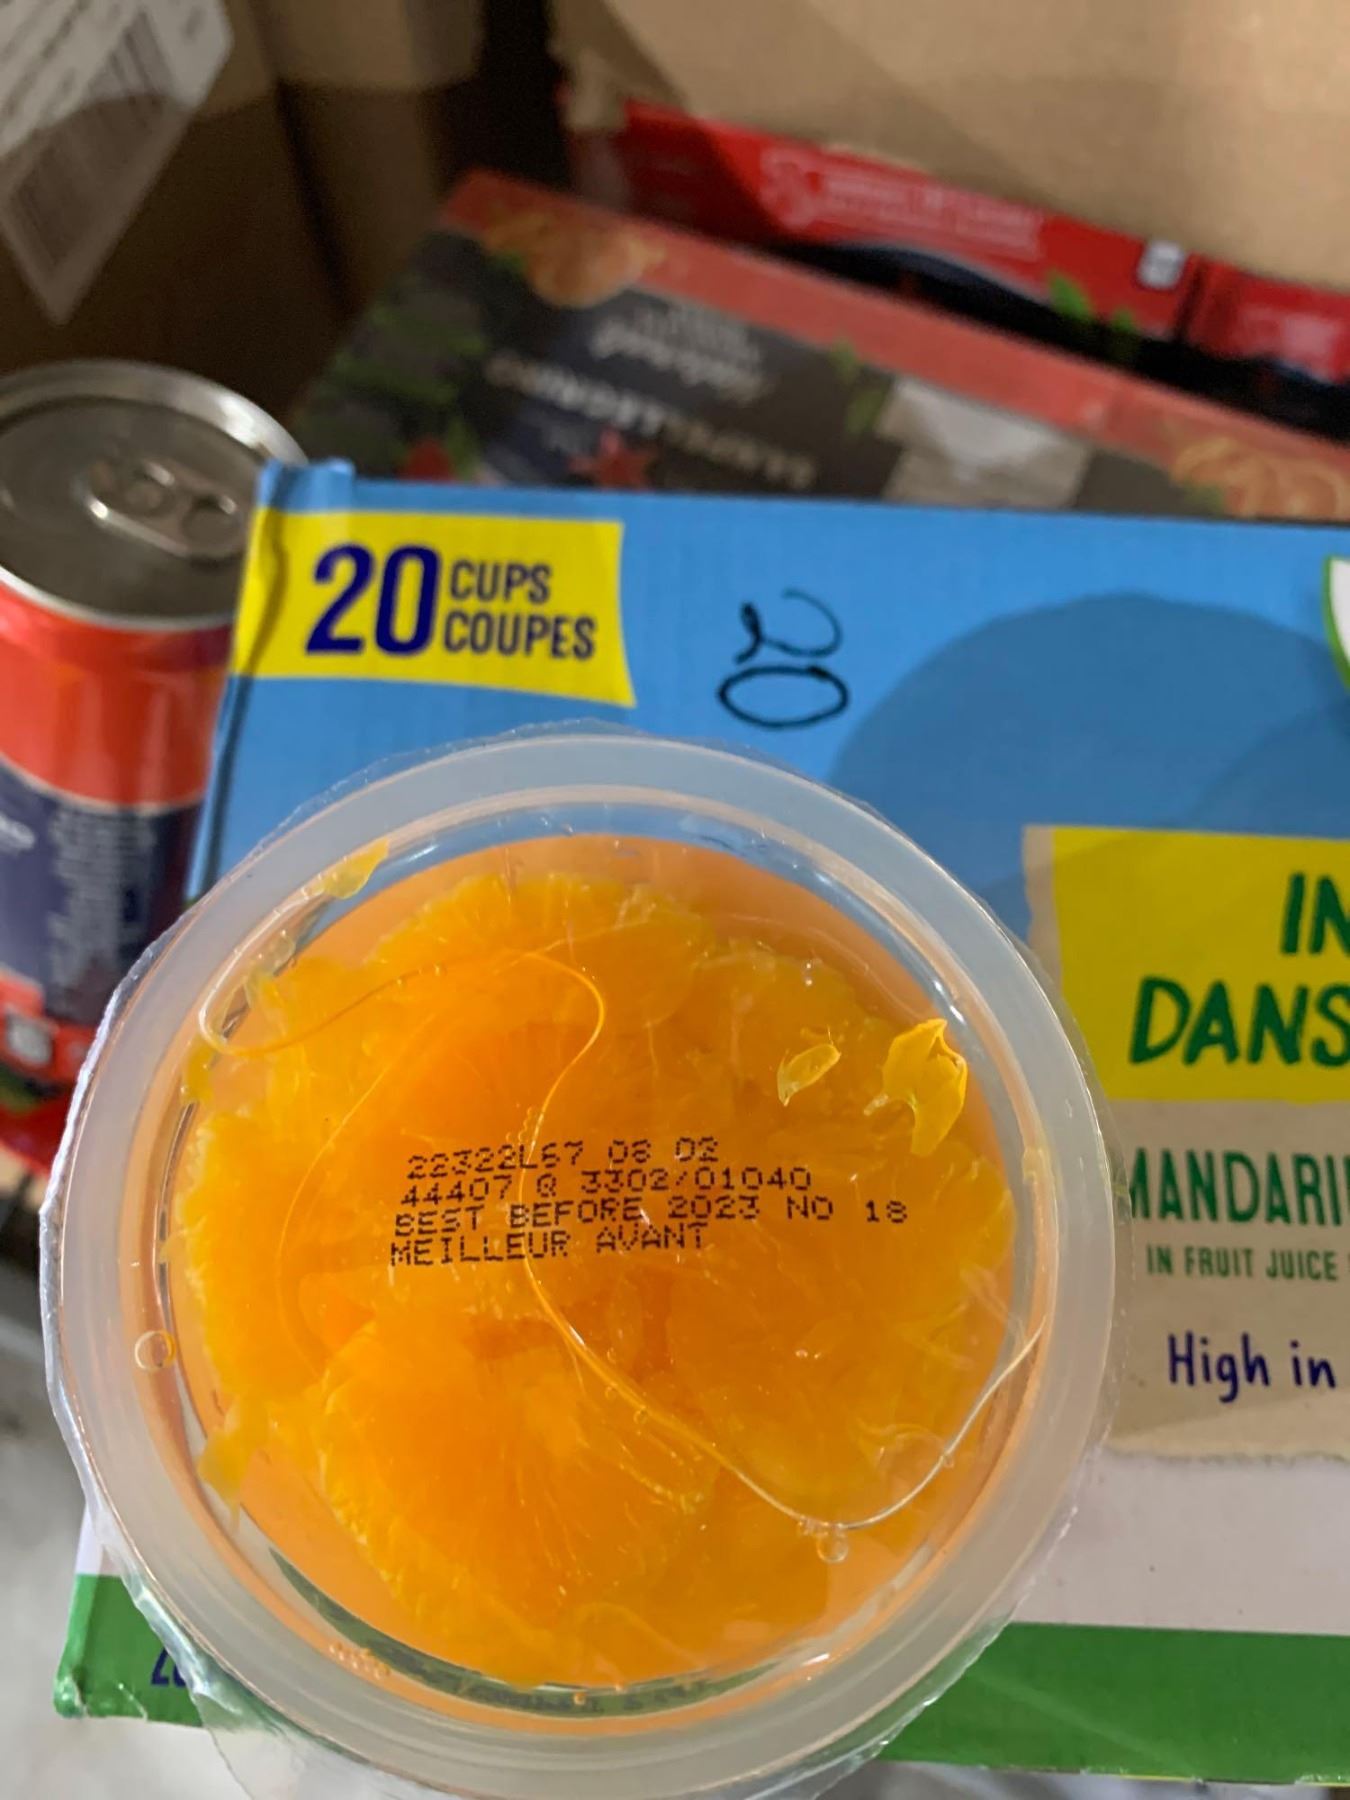 20 CUPS
COUPES
20
IN
DANS
MANDARI
IN FRUIT JUICE
High in
22322L67 08 02
44407 @ 3302/01040
BEST BEFORE 2023 NO 18
MEILLEUR AVANT